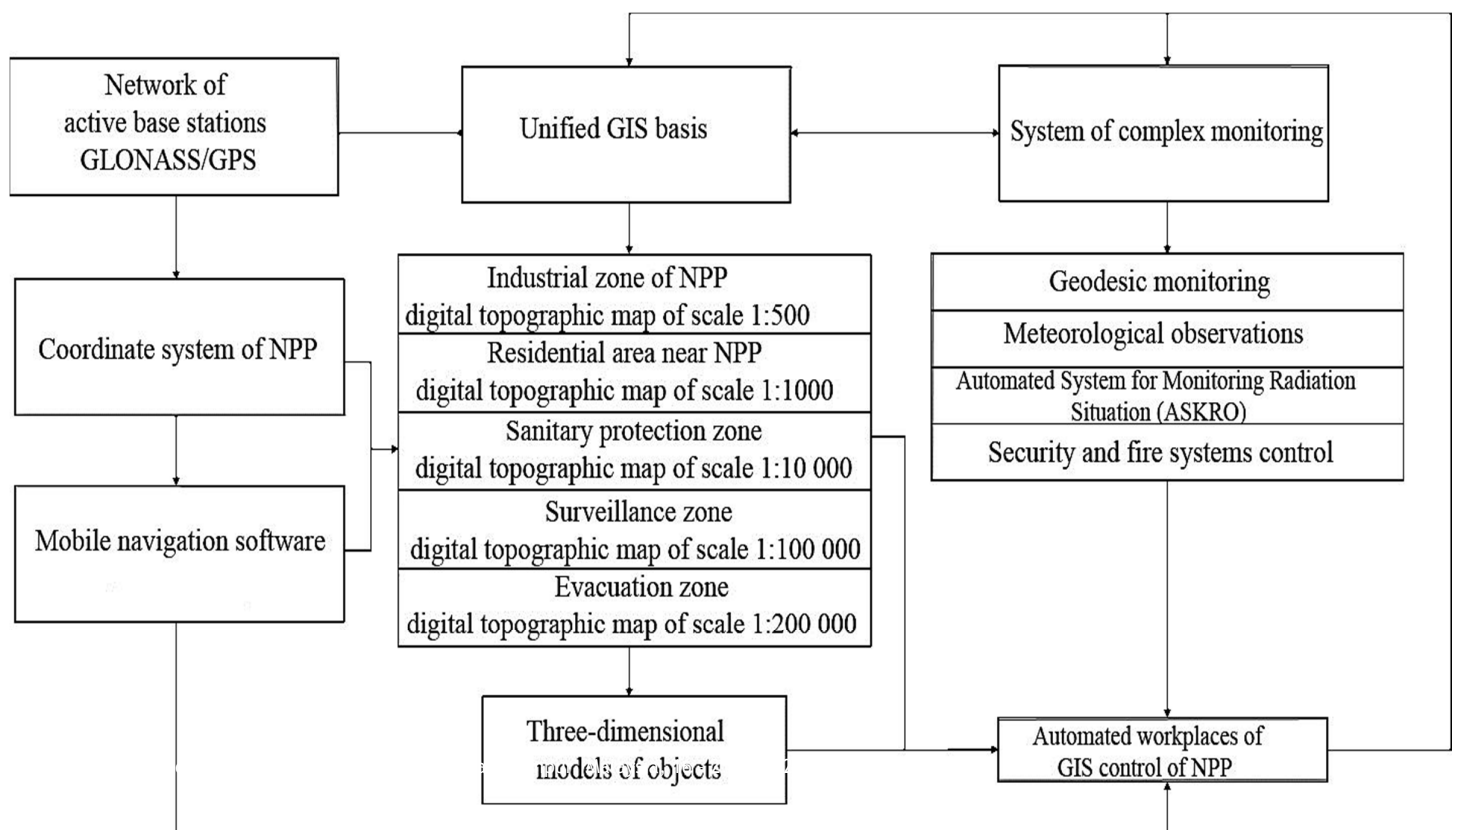 Network of
active base stations
GLONASS/GPS
Unified GIS basis
System of complex monitoring
Coordinate system of NPP
Mobile navigation software
Industrial zone of NPP
digital topographic map of scale 1:500
Residential area near NPP
digital topographic map of scale 1:1000
Sanitary protection zone
digital topographic map of scale 1:10 000
Surveillance zone
digital topographic map of scale 1:100 000
Evacuation zone
digital topographic map of scale 1:200 000
Three-dimensional
models of objects
Geodesic monitoring
Meteorological observations
Automated System for Monitoring Radiation
Situation (ASKRO)
Security and fire systems control
Automated workplaces of
GIS control of NPP